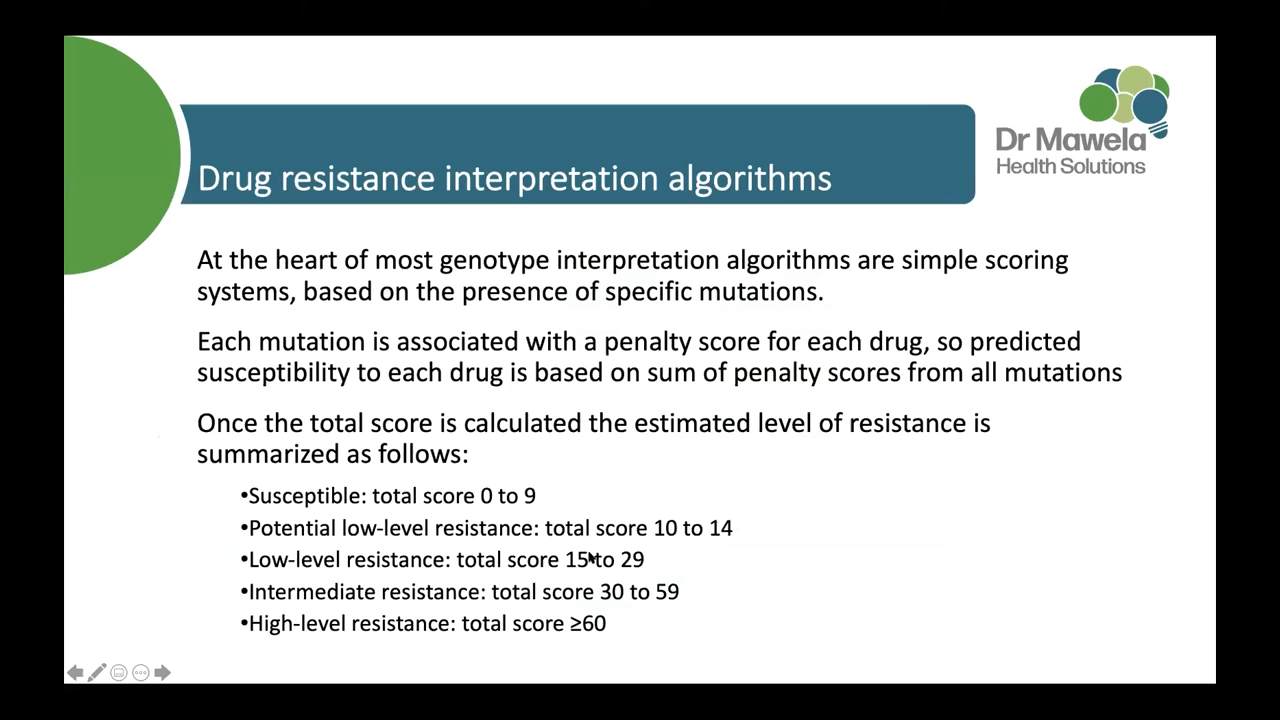 Dr Mawela
Health Solutions
Drug resistance interpretation algorithms
At the heart of most genotype interpretation algorithms are simple scoring
systems, based on the presence of specific mutations.
Each mutation is associated with a penalty score for each drug, so predicted
susceptibility to each drug is based on sum of penalty scores from all mutations
Once the total score is calculated the estimated level of resistance is
summarized as follows:
•Susceptible: total score 0 to 9
•Potential low-level resistance: total score 10 to 14
•Low-level resistance: total score 15 to 29
•Intermediate resistance: total score 30 to 59
•High-level resistance: total score ≥60